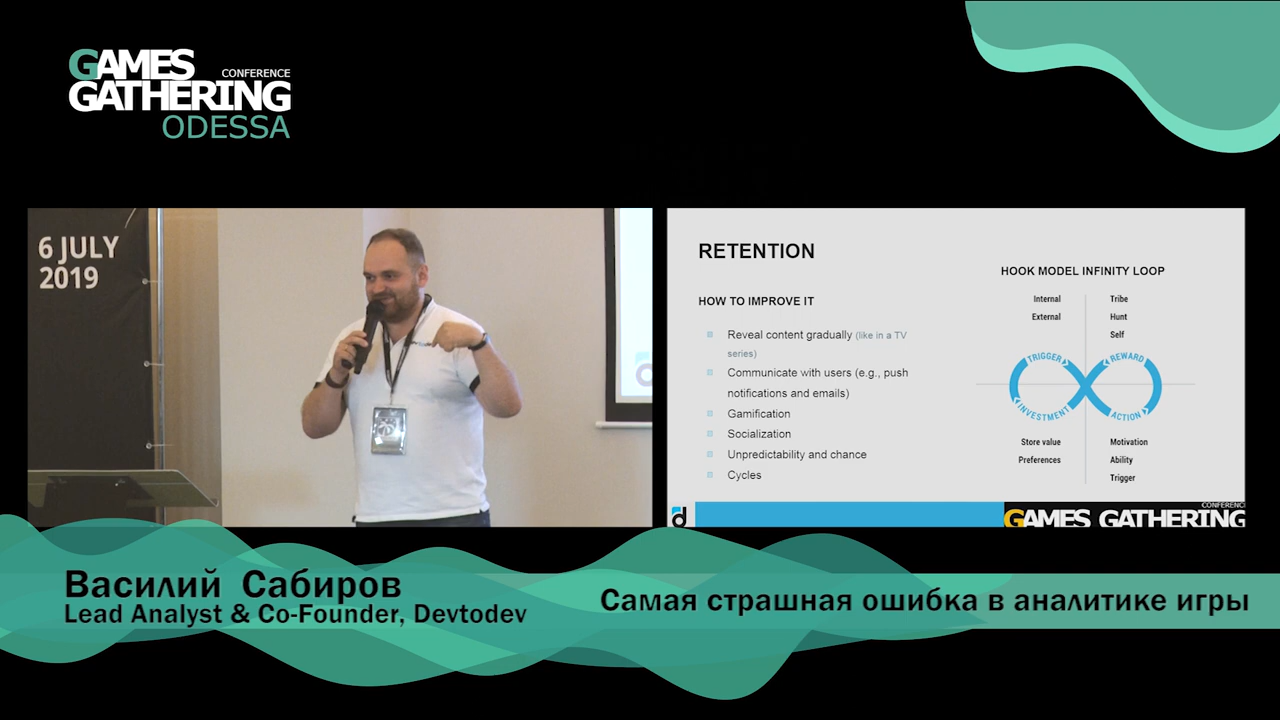 GAMES
CONFERENCE
GATHERING
ODESSA
6 JULY
2019
RETENTION
HOW TO IMPROVE IT
Reveal content gradually (like in a TV
series)
Communicate with users (e.g., push
notifications and emails)
Gamification
Socialization
Unpredictability and chance
Cycles
HOOK MODEL INFINITY LOOP
Internal
External
Tribe
Hunt
Self
TRIGGER
REWARD
INVESTMENT
ACTION
Store value
Preferences
Motivation
Ability
Trigger
d
CONFERENC
GAMES GATHERING
Василий Сабиров
Lead Analyst & Co-Founder, Devtodev
Самая страшная ошибка в аналитике игры